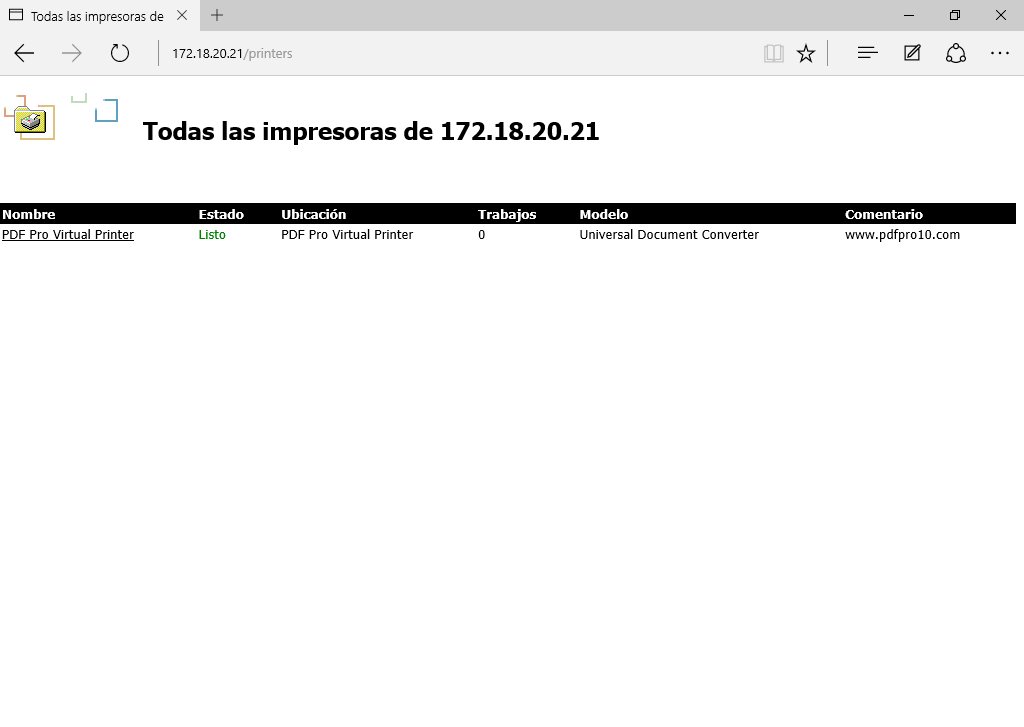 Todas las impresoras de
172.18.20.21/printers
Todas las impresoras de 172.18.20.21
Nombre Estado Ubicación Trabajos Modelo Comentario
PDF Pro Virtual Printer Listo PDF Pro Virtual Printer 0 Universal Document Converter www.pdfpro10.com